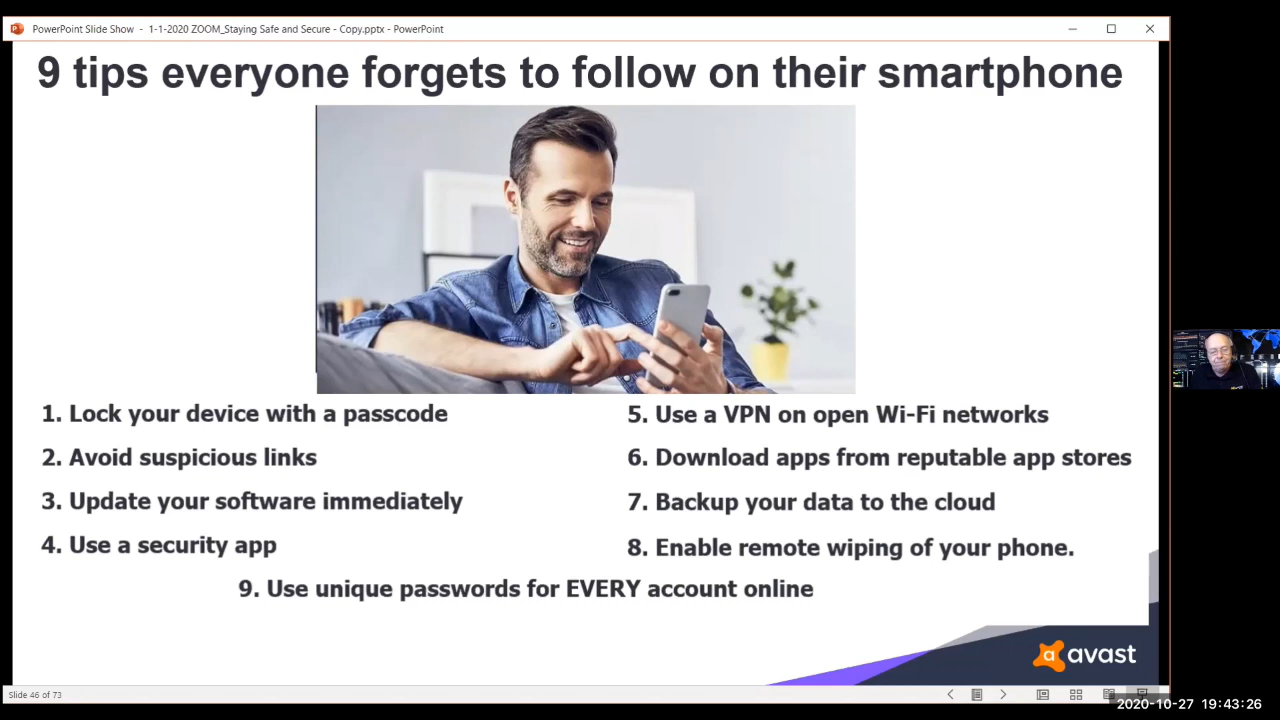 PowerPoint Slide Show - 1-1-2020 ZOOM_Staying Safe and Secure - Copy.pptx - PowerPoint
9 tips everyone forgets to follow on their smartphone
1. Lock your device with a passcode
2. Avoid suspicious links
3. Update your software immediately
4. Use a security app
5. Use a VPN on open Wi-Fi networks
6. Download apps from reputable app stores
7. Backup your data to the cloud
8. Enable remote wiping of your phone.
9. Use unique passwords for EVERY account online
avast
Slide 46 of 73
2020-10-27 19:43:26